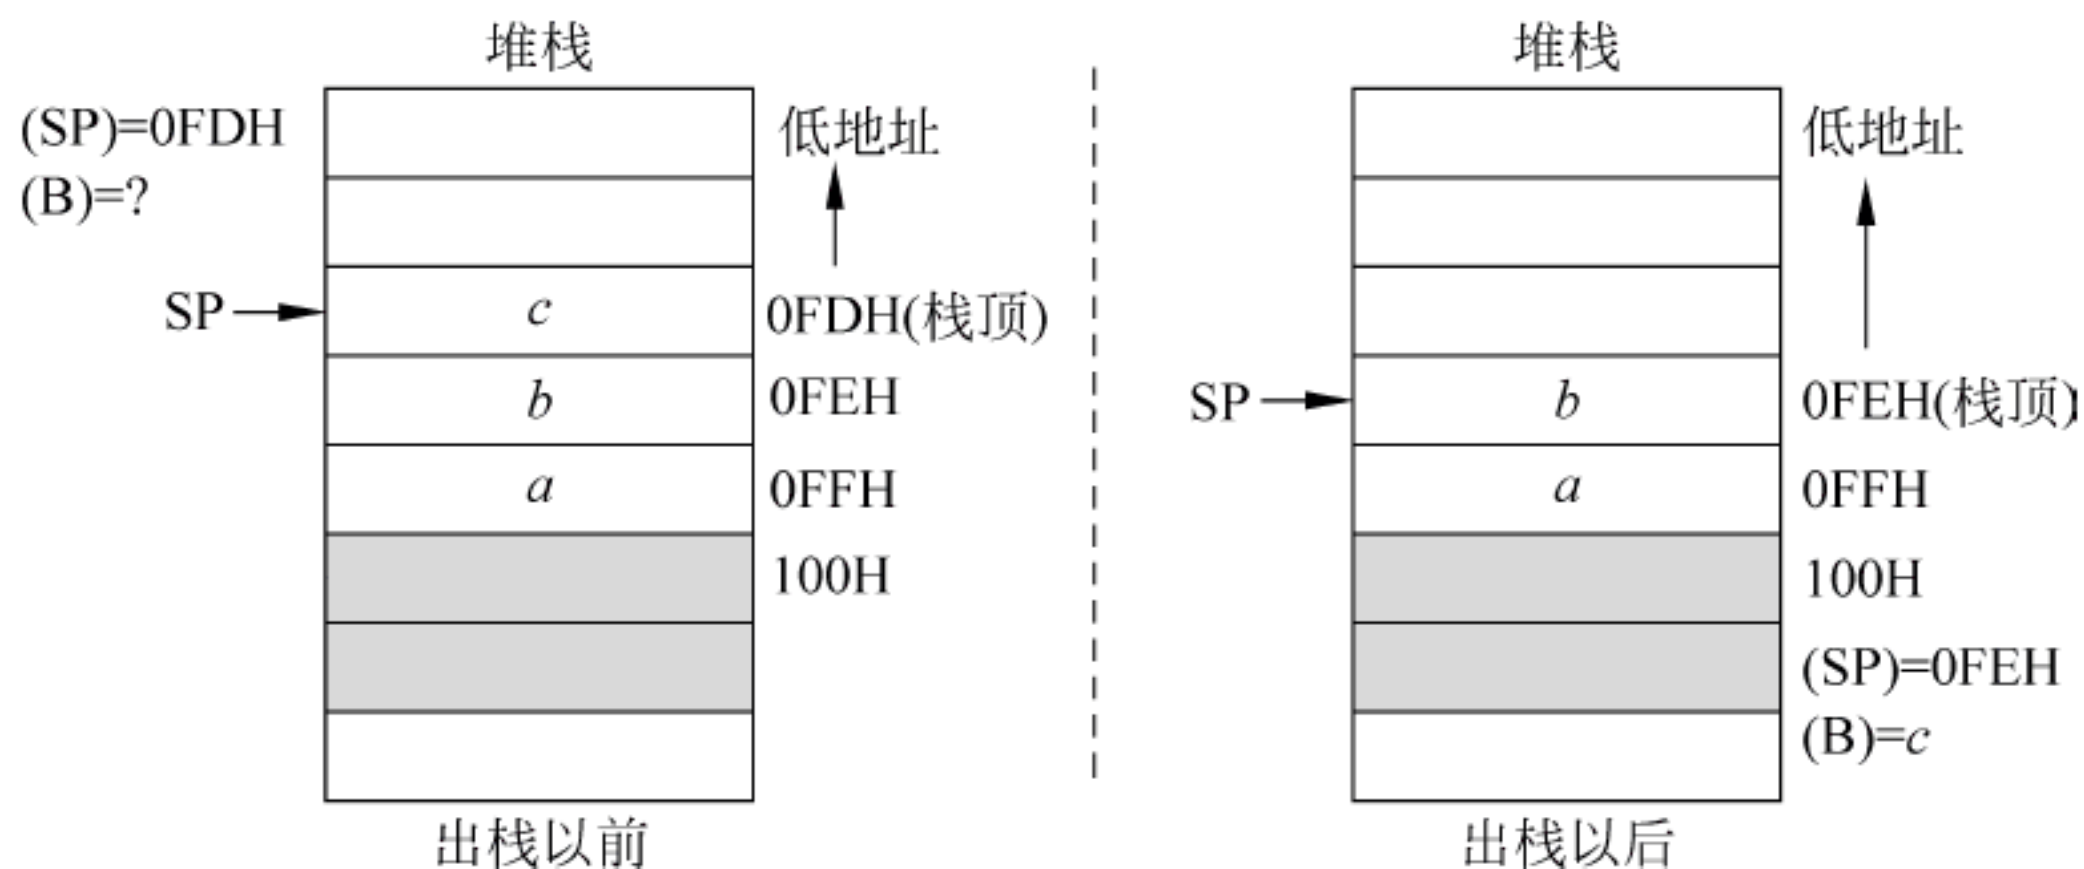 堆栈
(SP)=0FDH
(B)=?
低地址
SP
c
0FDH(栈顶)
b
0FEH
a
0FFH
100H
出栈以前
堆栈
低地址
SP
b
0FEH(栈顶)
a
0FFH
100H
(SP)=0FEH
(B)=c
出栈以后